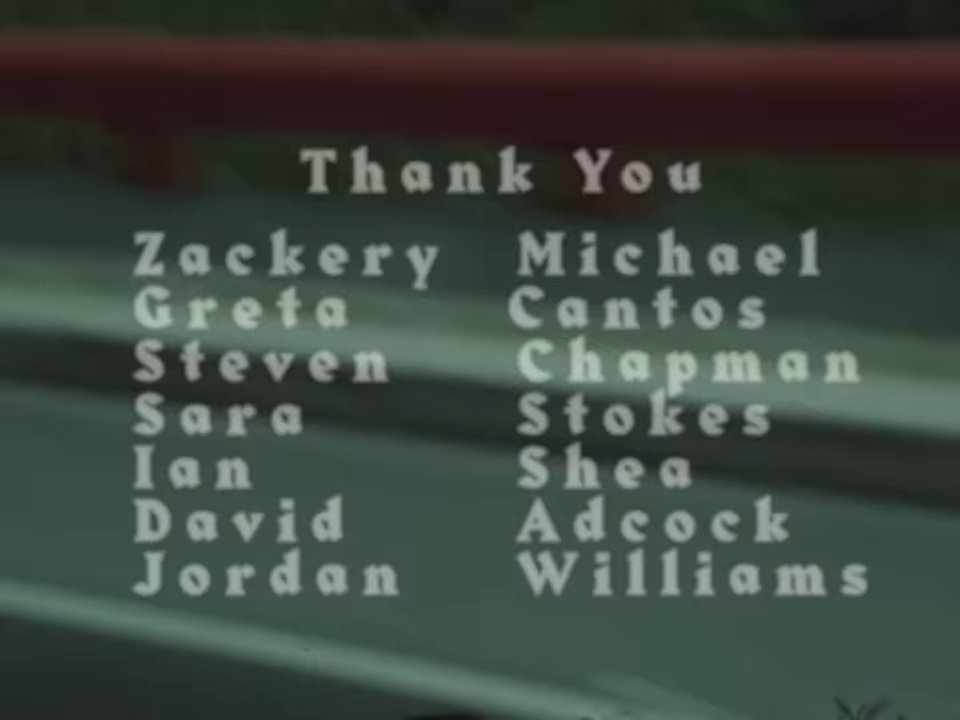 Thank You
Zackery Michael
Greta Cantos
Steven Chapman
Sara Stokes
Ian Shea
David Adcock
Jordan Williams